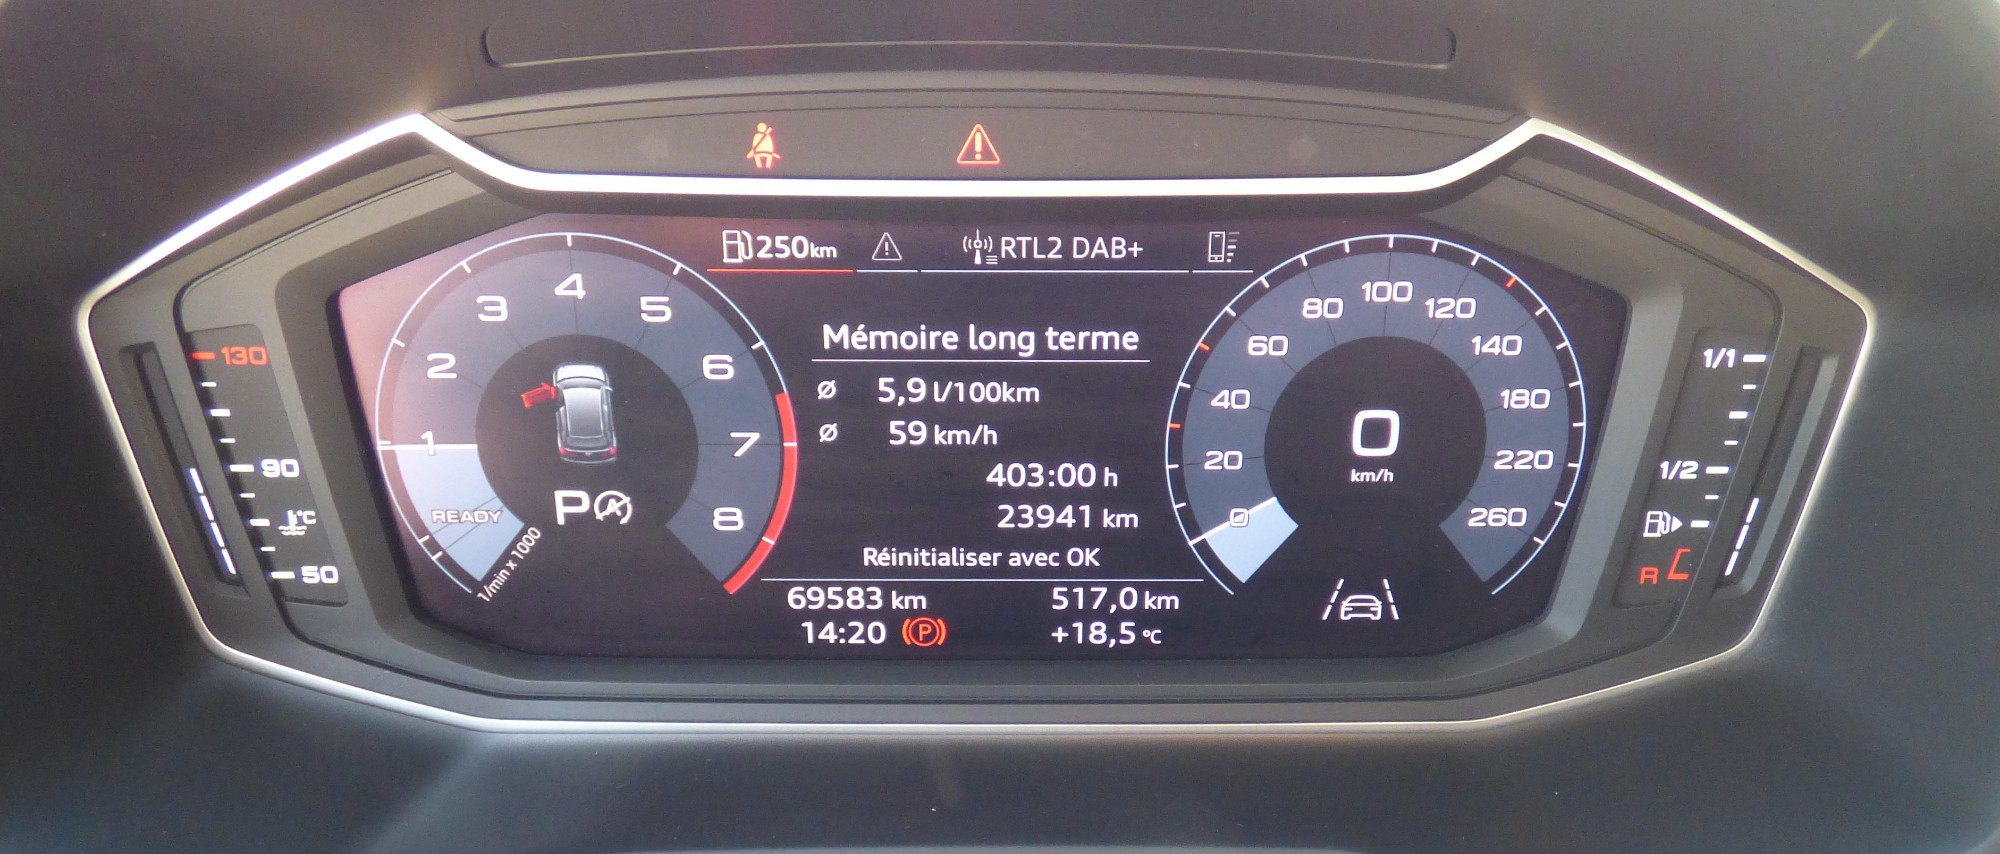 250km RTL2 DAB+
Mémoire long terme
ø 5,9 l/100km
ø 59 km/h
403:00 h
23941 km
Réinitialiser avec OK
69583 km 517,0 km
14:20 P +18,5 °C
1 2 3 4 5 6 7 8
READY
1/min x 1000
P A
0 20 40 60 80 100 120 140 180 220 260
0
km/h
130
90
°C
50
1/1
1/2
R